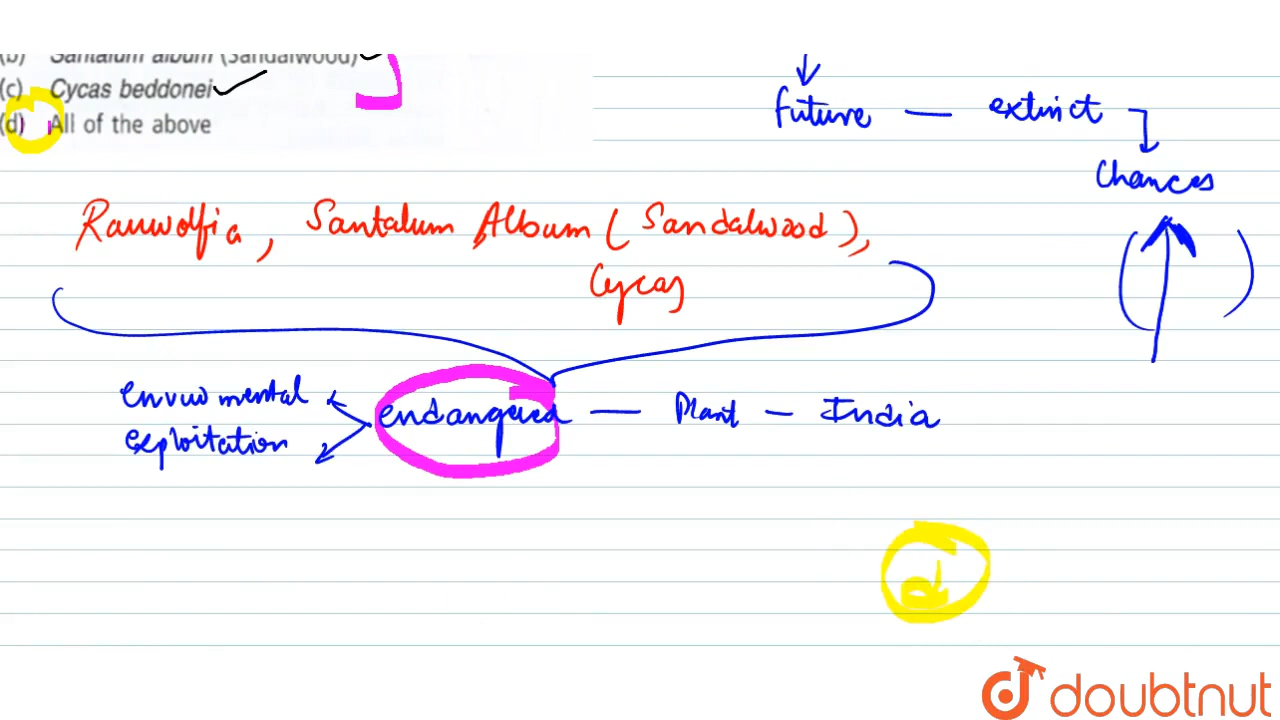 (b) Santalum album (Sandalwood)
(c) Cycas beddonei
(d) All of the above
Future — extinct
Chances
Rauwolfia, Santalum Album (Sandalwood),
Cycas
enviromental
exploitation
endangered — Plant — India
d
doubtnut